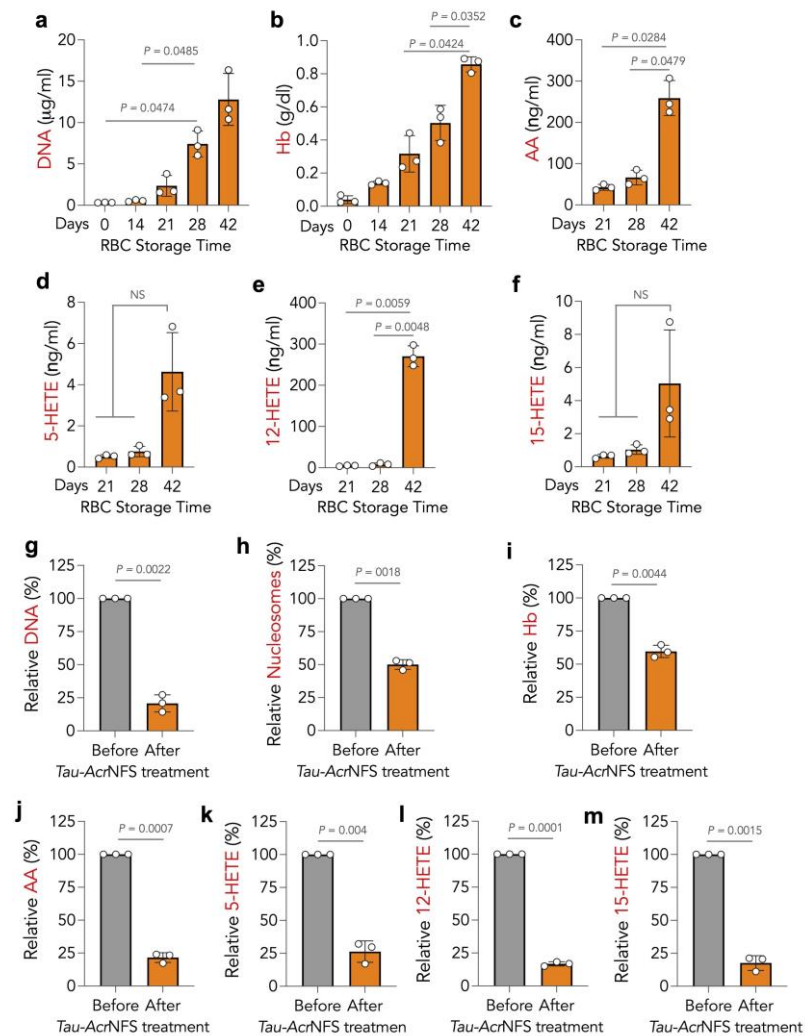 a
P = 0.0485
P = 0.0474
DNA (μg/ml)
20
15
10
5
0
Days 0 14 21 28 42
RBC Storage Time
b
P = 0.0352
P = 0.0424
Hb (g/dl)
1.0
0.8
0.6
0.4
0.2
0.0
Days 0 14 21 28 42
RBC Storage Time
c
P = 0.0284
P = 0.0479
AA (ng/ml)
400
300
200
100
0
Days 21 28 42
RBC Storage Time
d
NS
5-HETE (ng/ml)
8
6
4
2
0
Days 21 28 42
RBC Storage Time
e
P = 0.0059
P = 0.0048
12-HETE (ng/ml)
400
300
200
100
0
Days 21 28 42
RBC Storage Time
f
NS
15-HETE (ng/ml)
10
8
6
4
2
0
Days 21 28 42
RBC Storage Time
g
P = 0.0022
Relative DNA (%)
125
100
75
50
25
0
Before After
Tau-AcrNFS treatment
h
P = 0018
Relative Nucleosomes (%)
125
100
75
50
25
0
Before After
Tau-AcrNFS treatment
i
P = 0.0044
Relative Hb (%)
125
100
75
50
25
0
Before After
Tau-AcrNFS treatment
j
P = 0.0007
Relative AA (%)
125
100
75
50
25
0
Before After
Tau-AcrNFS treatment
k
P = 0.004
Relative 5-HETE (%)
125
100
75
50
25
0
Before After
Tau-AcrNFS treatmen
l
P = 0.0001
Relative 12-HETE (%)
125
100
75
50
25
0
Before After
Tau-AcrNFS treatment
m
P = 0.0015
Relative 15-HETE (%)
125
100
75
50
25
0
Before After
Tau-AcrNFS treatment